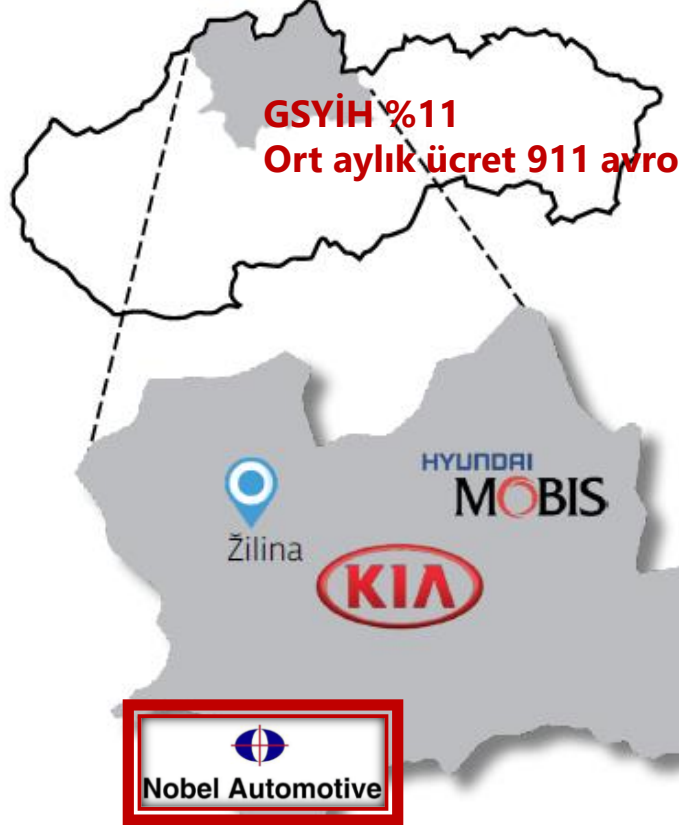 GSYİH %11
Ort aylık ücret 911 avro
HYUNDAI
MOBIS
Žilina
KIA
Nobel Automotive